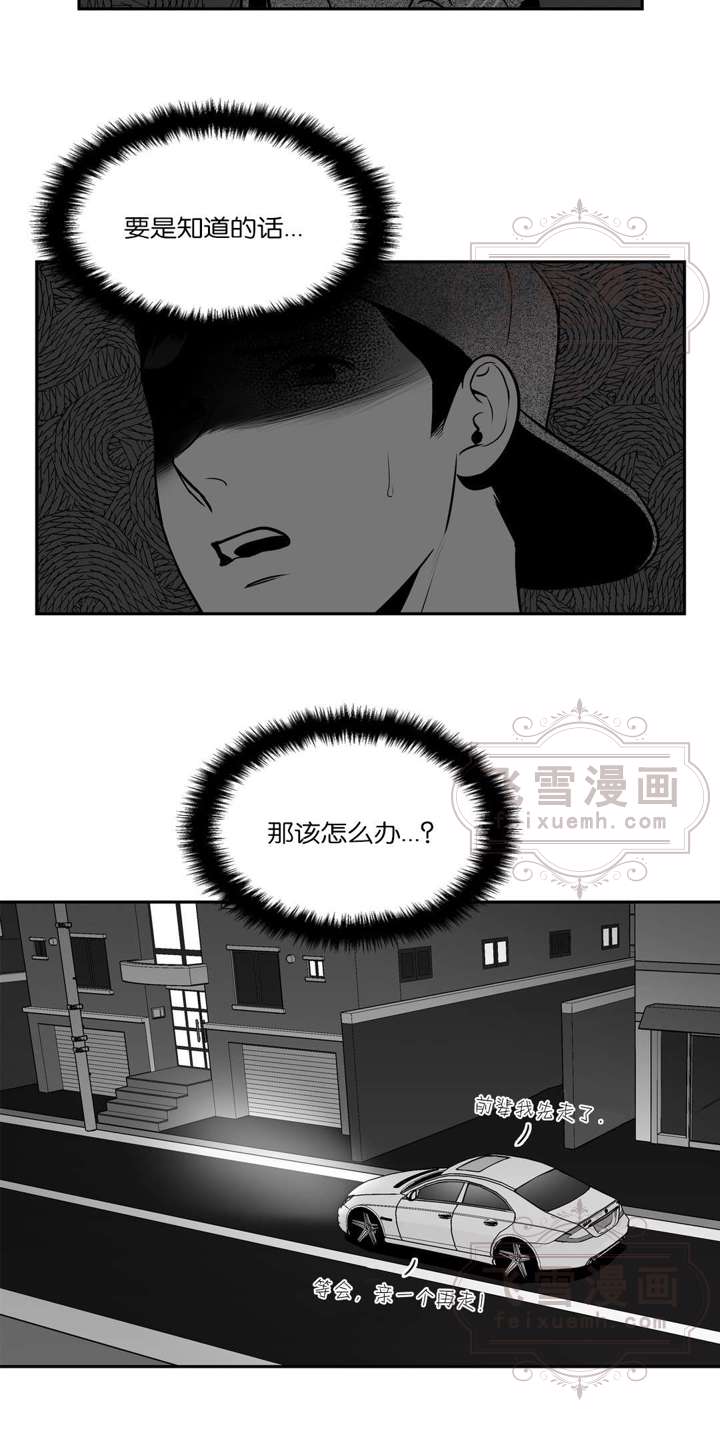 要是知道的话...
飞雪漫画
feixuemh.com
那该怎么办...?
前辈我先走了.
等会,亲一个再走!
飞雪漫画
feixuemh.com